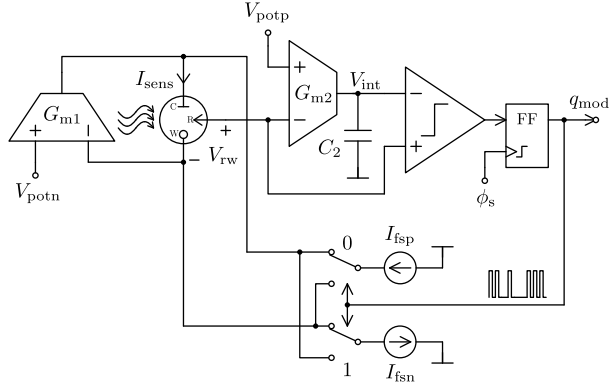 V_potp
I_sens
G_m1
C
R
W
+
−
V_rw
V_potn
+
−
G_m2
V_int
C_2
−
+
FF
q_mod
ϕ_s
0
I_fsp
1
I_fsn